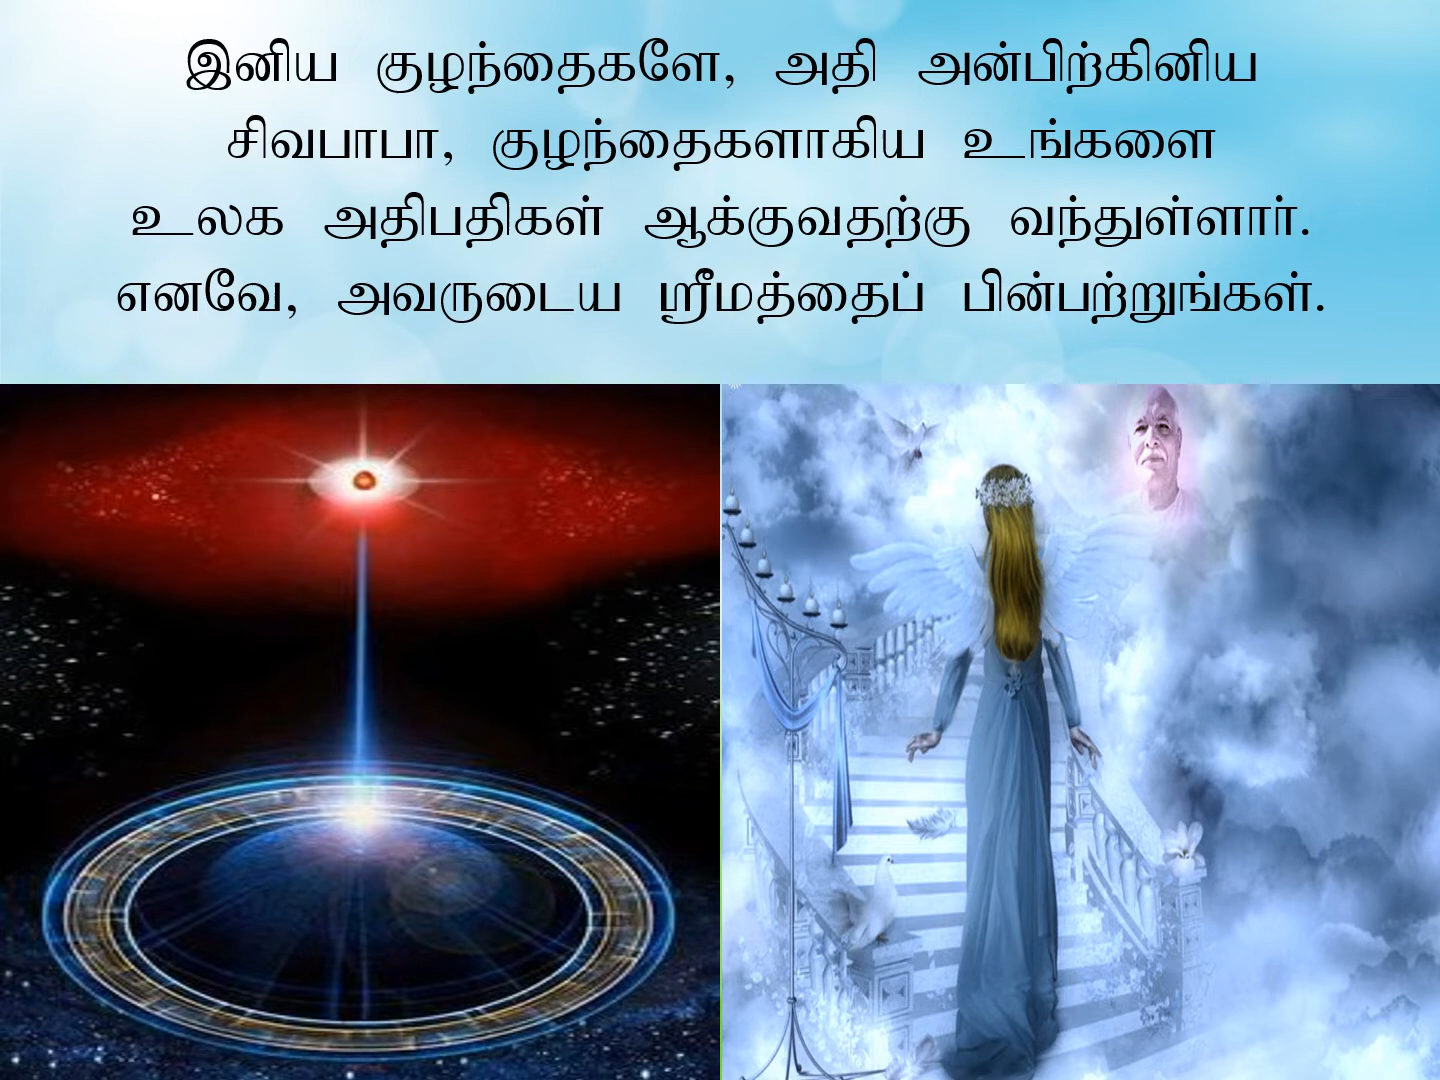 இனிய குழந்தைகளே, அதி அன்பிற்கினிய
சிவபாபா, குழந்தைகளாகிய உங்களை
உலக அதிபதிகள் ஆக்குவதற்கு வந்துள்ளார்.
எனவே, அவருடைய ஸ்ரீமத்தைப் பின்பற்றுங்கள்.